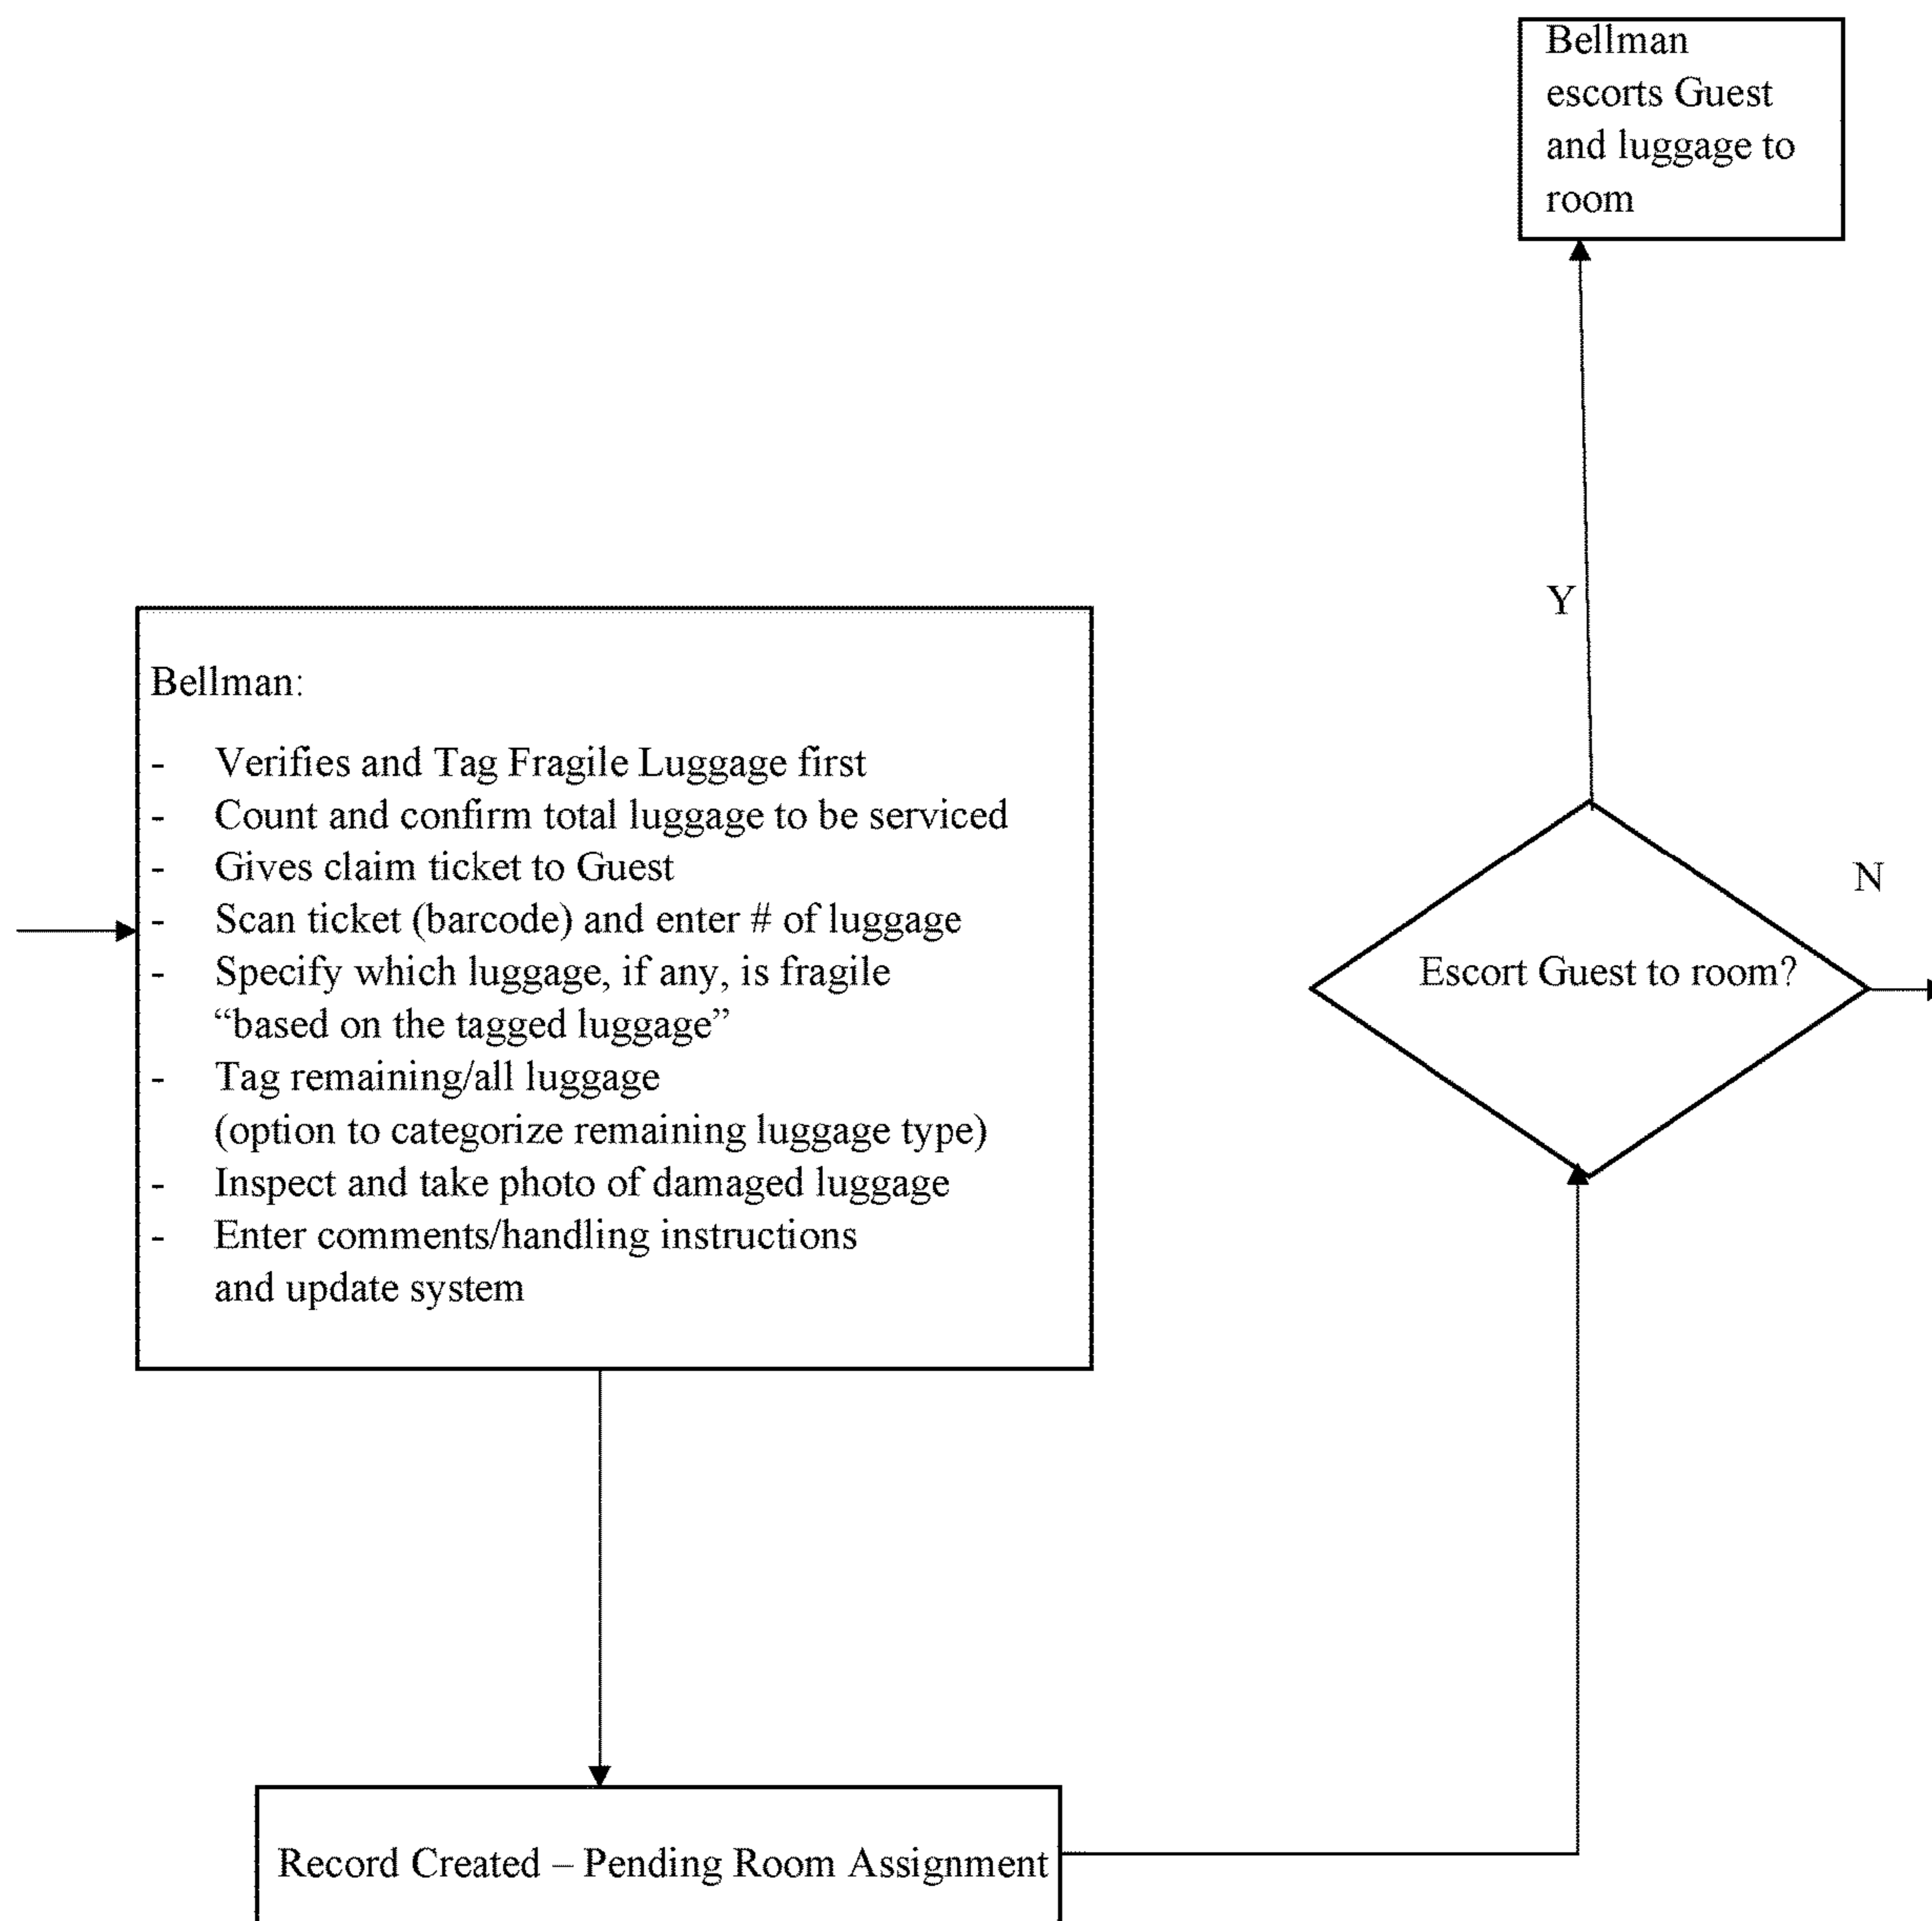 Bellman
escorts Guest
and luggage to
room
Y
Bellman:
- Verifies and Tag Fragile Luggage first
- Count and confirm total luggage to be serviced
- Gives claim ticket to Guest
- Scan ticket (barcode) and enter # of luggage
- Specify which luggage, if any, is fragile
“based on the tagged luggage”
- Tag remaining/all luggage
(option to categorize remaining luggage type)
- Inspect and take photo of damaged luggage
- Enter comments/handling instructions
and update system
N
Escort Guest to room?
Record Created – Pending Room Assignment